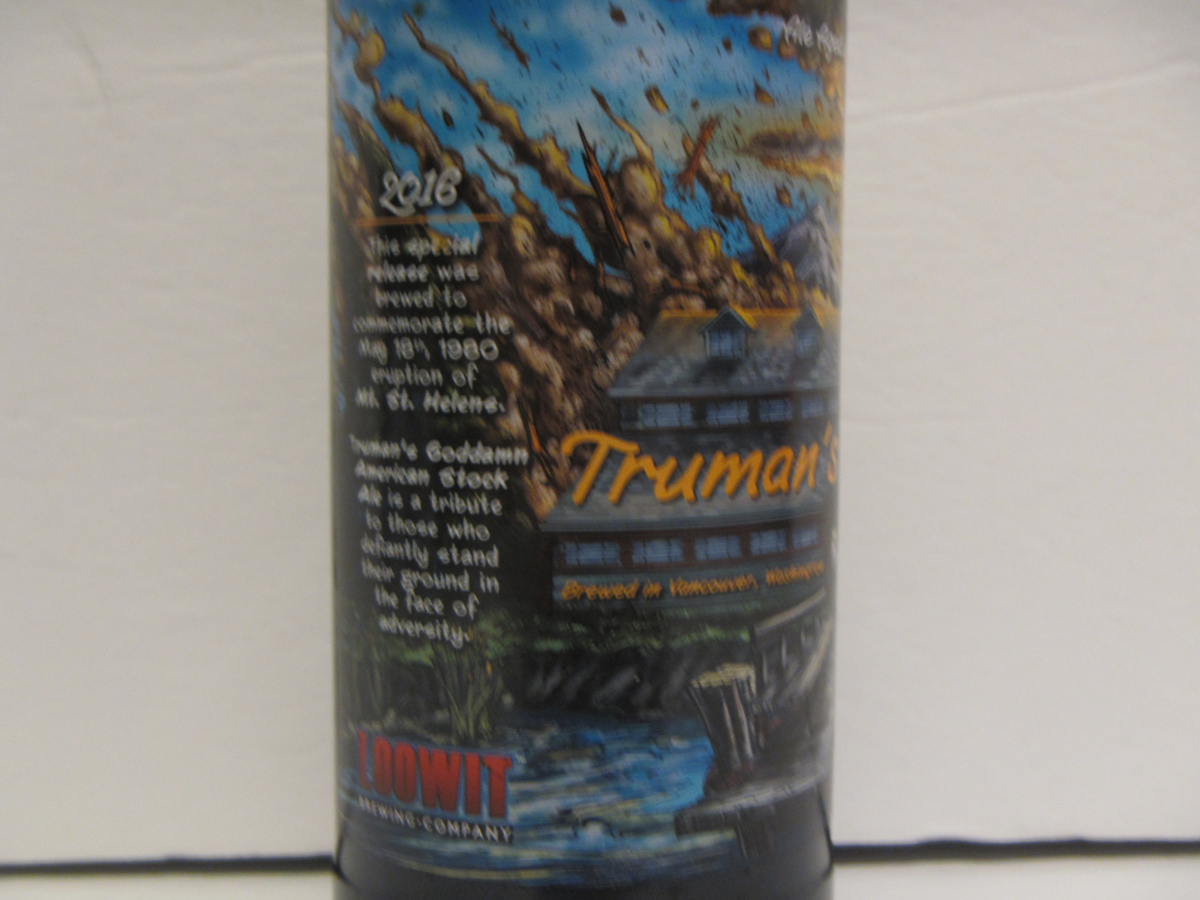 Ale
2016
This special
release was
brewed to
commemorate the
May 18th, 1980
eruption of
Mt. St. Helens.
Truman's Goddamn
American Stock
Ale is a tribute
to those who
defiantly stand
their ground in
the face of
adversity.
Truman's
Brewed in Vancouver, Washington
LOOWIT
BREWING·COMPANY